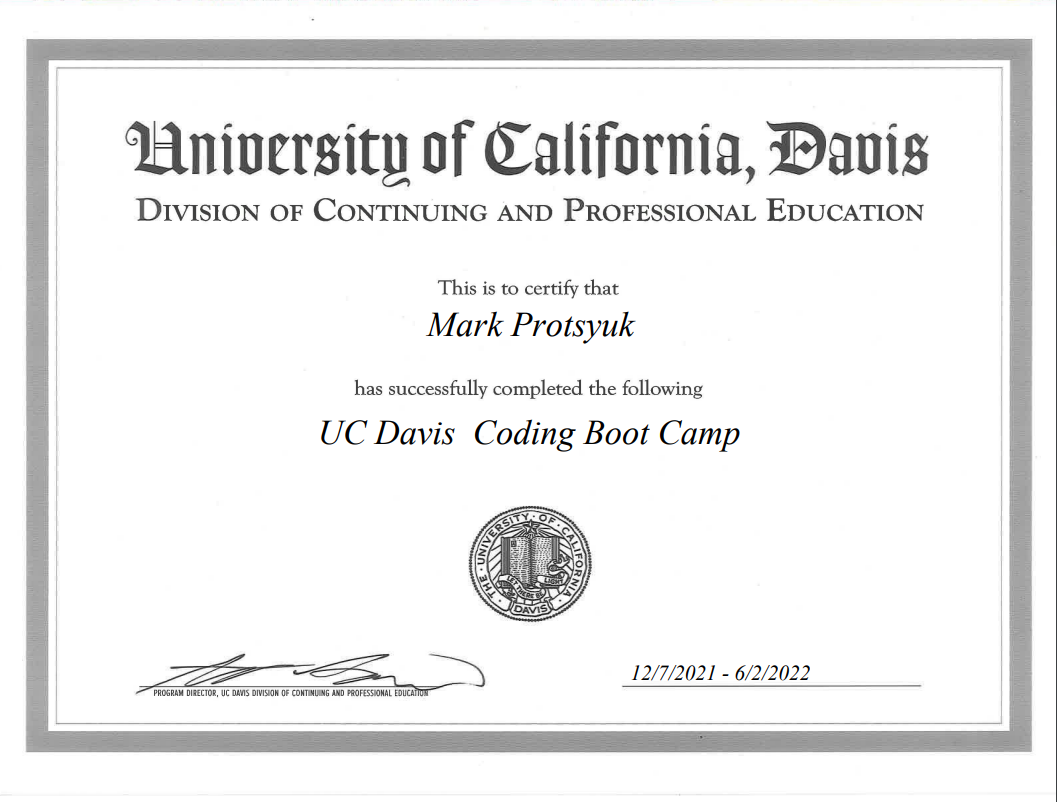 University of California, Davis
DIVISION OF CONTINUING AND PROFESSIONAL EDUCATION
This is to certify that
Mark Protsyuk
has successfully completed the following
UC Davis  Coding Boot Camp
THE · UNIVERSITY · OF · CALIFORNIA ·
LET THERE BE LIGHT
DAVIS
12/7/2021 - 6/2/2022
PROGRAM DIRECTOR, UC DAVIS DIVISION OF CONTINUING AND PROFESSIONAL EDUCATION